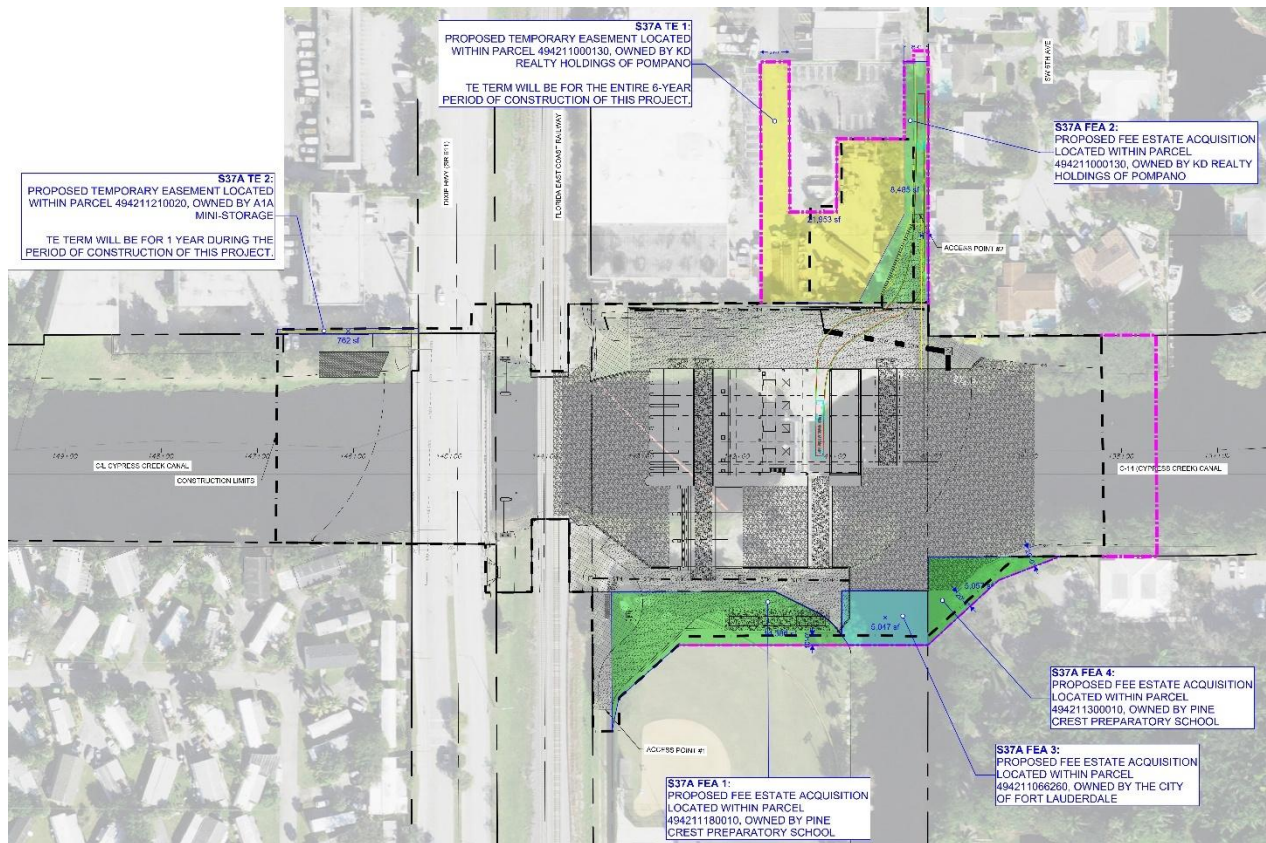 S37A TE 1:
PROPOSED TEMPORARY EASEMENT LOCATED
WITHIN PARCEL 494211000130, OWNED BY KD
REALTY HOLDINGS OF POMPANO
TE TERM WILL BE FOR THE ENTIRE 6-YEAR
PERIOD OF CONSTRUCTION OF THIS PROJECT.
SW 6TH AVE
S37A FEA 2:
PROPOSED FEE ESTATE ACQUISITION
LOCATED WITHIN PARCEL
494211000130, OWNED BY KD REALTY
HOLDINGS OF POMPANO
DIXIE HWY (SR 811)
FLORIDA EAST COAST RAILWAY
S37A TE 2:
PROPOSED TEMPORARY EASEMENT LOCATED
WITHIN PARCEL 494211210020, OWNED BY A1A
MINI-STORAGE
TE TERM WILL BE FOR 1 YEAR DURING THE
PERIOD OF CONSTRUCTION OF THIS PROJECT.
8,485 sf
21,953 sf
ACCESS POINT #2
762 sf
C/L CYPRESS CREEK CANAL
CONSTRUCTION LIMITS
C-14 (CYPRESS CREEK) CANAL
5,047 sf
ACCESS POINT #1
S37A FEA 4:
PROPOSED FEE ESTATE ACQUISITION
LOCATED WITHIN PARCEL
494211300010, OWNED BY PINE
CREST PREPARATORY SCHOOL
S37A FEA 3:
PROPOSED FEE ESTATE ACQUISITION
LOCATED WITHIN PARCEL
494211066260, OWNED BY THE CITY
OF FORT LAUDERDALE
S37A FEA 1:
PROPOSED FEE ESTATE ACQUISITION
LOCATED WITHIN PARCEL
494211180010, OWNED BY PINE
CREST PREPARATORY SCHOOL